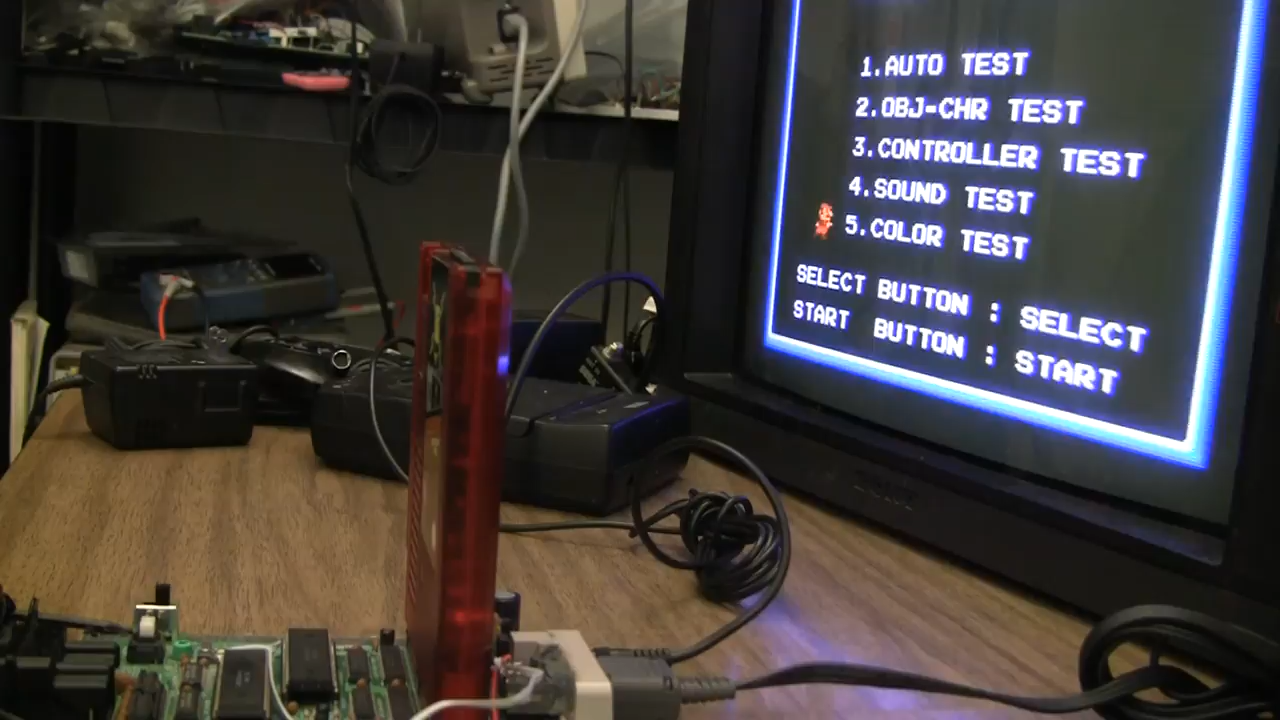 1.AUTO TEST
2.OBJ-CHR TEST
3.CONTROLLER TEST
4.SOUND TEST
5.COLOR TEST
SELECT BUTTON : SELECT
START BUTTON : START